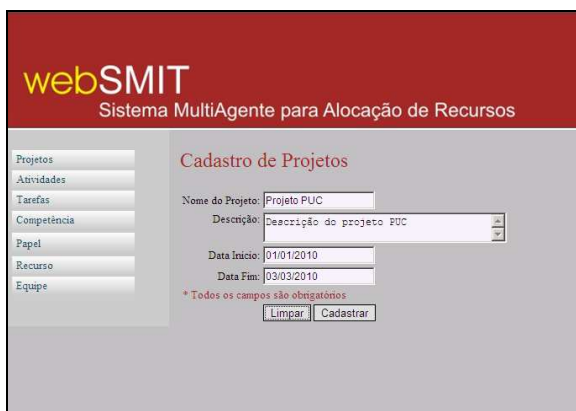 webSMIT
Sistema MultiAgente para Alocação de Recursos
Projetos
Atividades
Tarefas
Competência
Papel
Recurso
Equipe
Cadastro de Projetos
Nome do Projeto: Projeto PUC
Descrição: Descrição do projeto PUC
Data Inicio: 01/01/2010
Data Fim: 03/03/2010
* Todos os campos são obrigatórios
Limpar Cadastrar